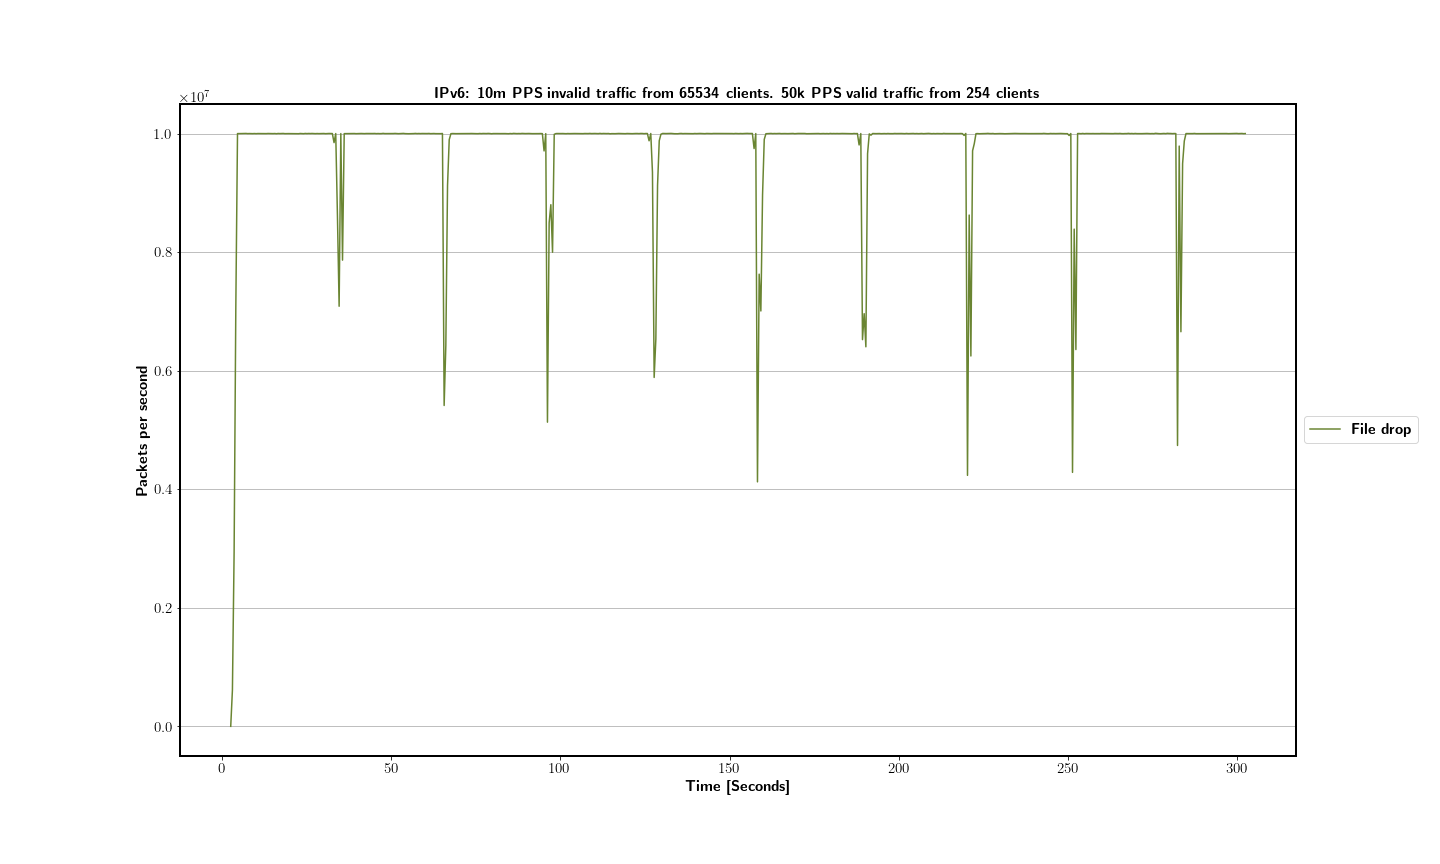 IPv6: 10m PPS invalid traffic from 65534 clients. 50k PPS valid traffic from 254 clients
×10⁷
1.0
0.8
0.6
0.4
0.2
0.0
Packets per second
0 50 100 150 200 250 300
Time [Seconds]
File drop